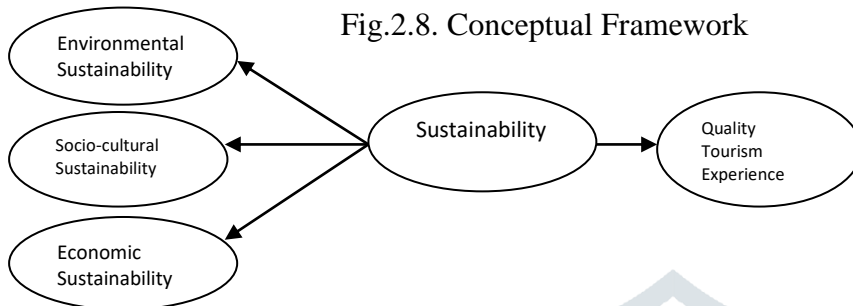 Fig.2.8. Conceptual Framework
Environmental
Sustainability
Socio-cultural
Sustainability
Economic
Sustainability
Sustainability
Quality
Tourism
Experience